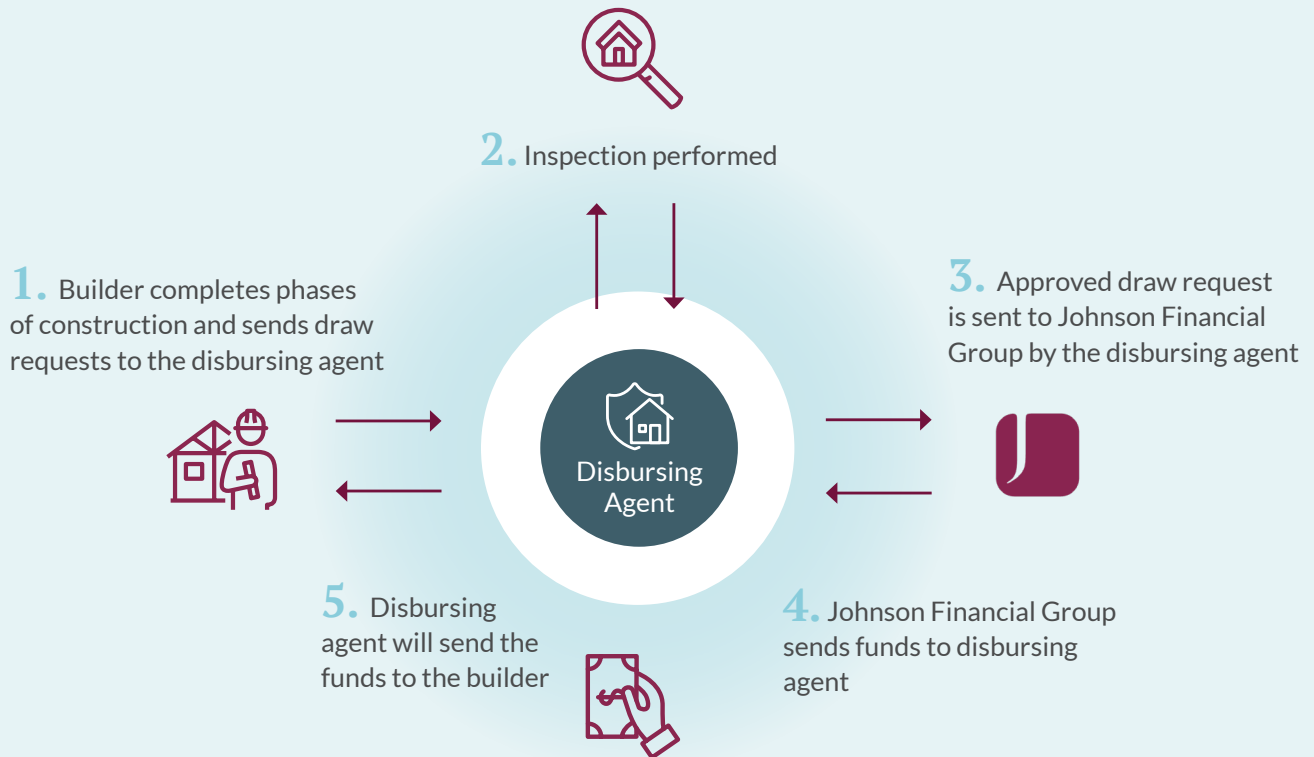 2. Inspection performed
1. Builder completes phases
of construction and sends draw
requests to the disbursing agent
3. Approved draw request
is sent to Johnson Financial
Group by the disbursing agent
Disbursing
Agent
5. Disbursing
agent will send the
funds to the builder
4. Johnson Financial Group
sends funds to disbursing
agent